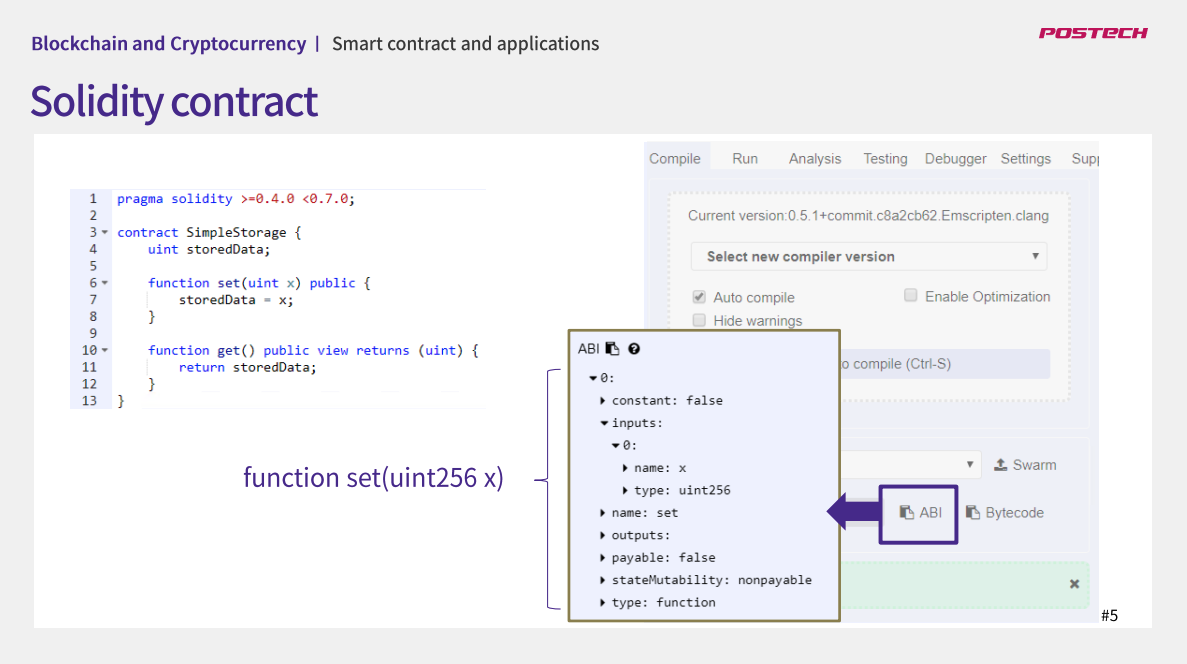 Blockchain and Cryptocurrency | Smart contract and applications
POSTECH
Solidity contract
1 pragma solidity >=0.4.0 <0.7.0;
2
3 contract SimpleStorage {
4 uint storedData;
5
6 function set(uint x) public {
7 storedData = x;
8 }
9
10 function get() public view returns (uint) {
11 return storedData;
12 }
13 }
function set(uint256 x)
Compile Run Analysis Testing Debugger Settings Supp
Current version:0.5.1+commit.c8a2cb62.Emscripten.clang
Select new compiler version
Auto compile Enable Optimization
Hide warnings
to compile (Ctrl-S)
Swarm
ABI Bytecode
ABI
0:
constant: false
inputs:
0:
name: x
type: uint256
name: set
outputs:
payable: false
stateMutability: nonpayable
type: function
#5